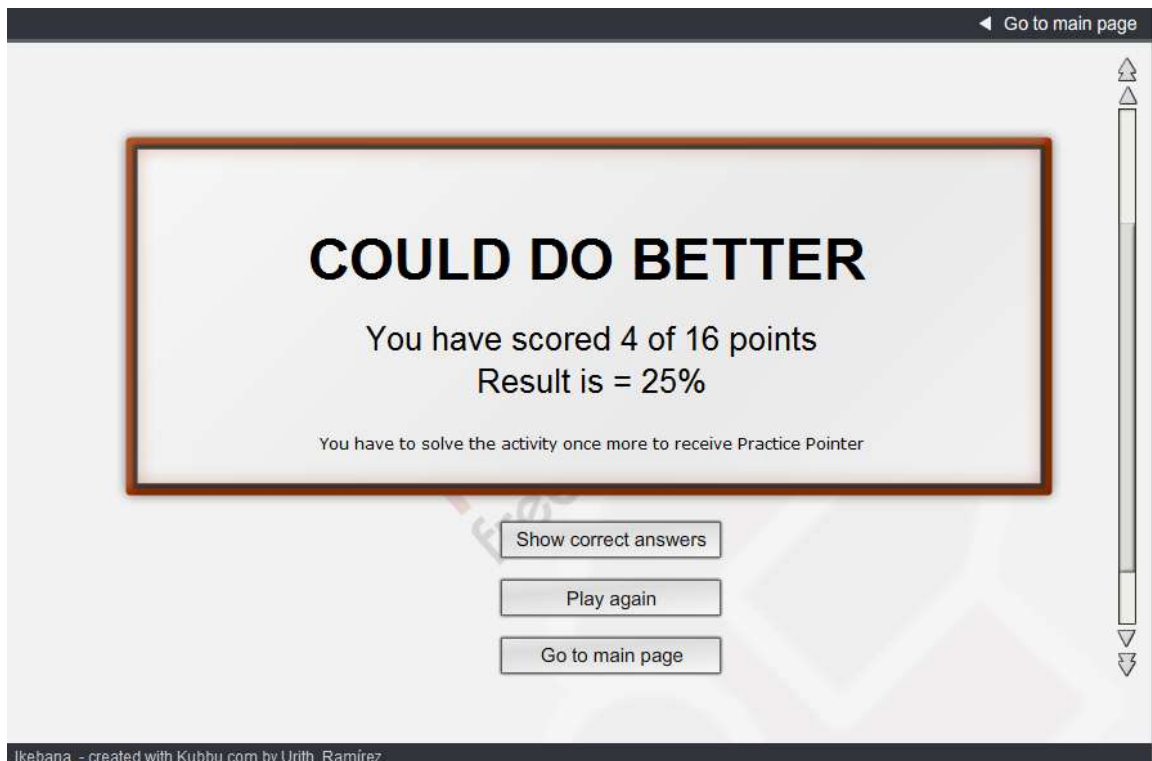 Go to main page
COULD DO BETTER
You have scored 4 of 16 points
Result is = 25%
You have to solve the activity once more to receive Practice Pointer
Show correct answers
Play again
Go to main page
Ikebana - created with Kubbu.com by Urith Ramírez